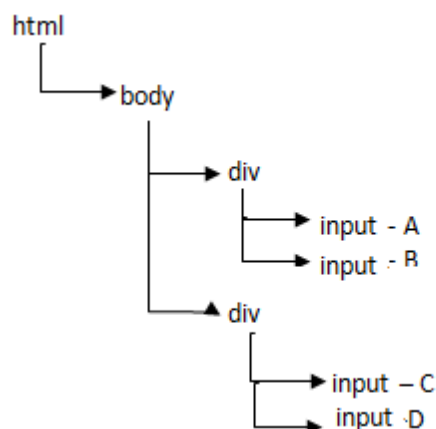 html
body
div
input - A
input - B
div
input – C
input -D